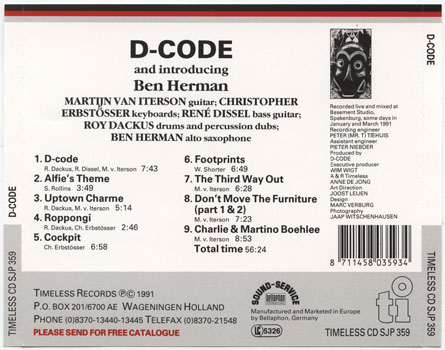 D-CODE
and introducing
Ben Herman
MARTIJN VAN ITERSON guitar; CHRISTOPHER
ERBSTÖSSER keyboards; RENÉ DISSEL bass guitar;
ROY DACKUS drums and percussion dubs;
BEN HERMAN alto saxophone
1. D-code
R. Dackus, R. Dissel, M. v. Iterson 7:43
2. Alfie's Theme
S. Rollins 3:49
3. Uptown Charme
R. Dackus, M. v. Iterson 5:14
4. Roppongi
R. Dackus, Ch. Erbstösser 2:46
5. Cockpit
Ch. Erbstösser 6:58
6. Footprints
W. Shorter 6:49
7. The Third Way Out
M. v. Iterson 6:28
8. Don't Move The Furniture
(part 1 & 2)
M. v. Iterson 7:23
9. Charlie & Martino Boehlee
Total time 56:24
Recorded live and mixed at
Basement Studio,
Spakenburg, some days in
January and March 1991
Recording engineer
PETER (MR. T) TIEHUIS
Assistant engineer
PIETER NIEBOER
Produced by
D-CODE
Executive producer
WIM WIGT
A & R Timeless
ANNE DE JONG
Art Direction
JOOST LEIJEN
Design
MARC VERBURG
Photography
JAAP WITSCHENHAUSEN
8 711458 035934
TIMELESS RECORDS ℗© 1991
P.O. BOX 201/6700 AE WAGENINGEN HOLLAND
PHONE (0)8370-13440-13445 TELEFAX (0)8370-21548
PLEASE SEND FOR FREE CATALOGUE
SOUND-SERVICE
bellaphon
Manufactured and Marketed in Europe
by Bellaphon, Germany
LC 5326
TIMELESS CD SJP 359
D-CODE
TIMELESS CD SJP 359
D-CODE
TIMELESS CD SJP 359